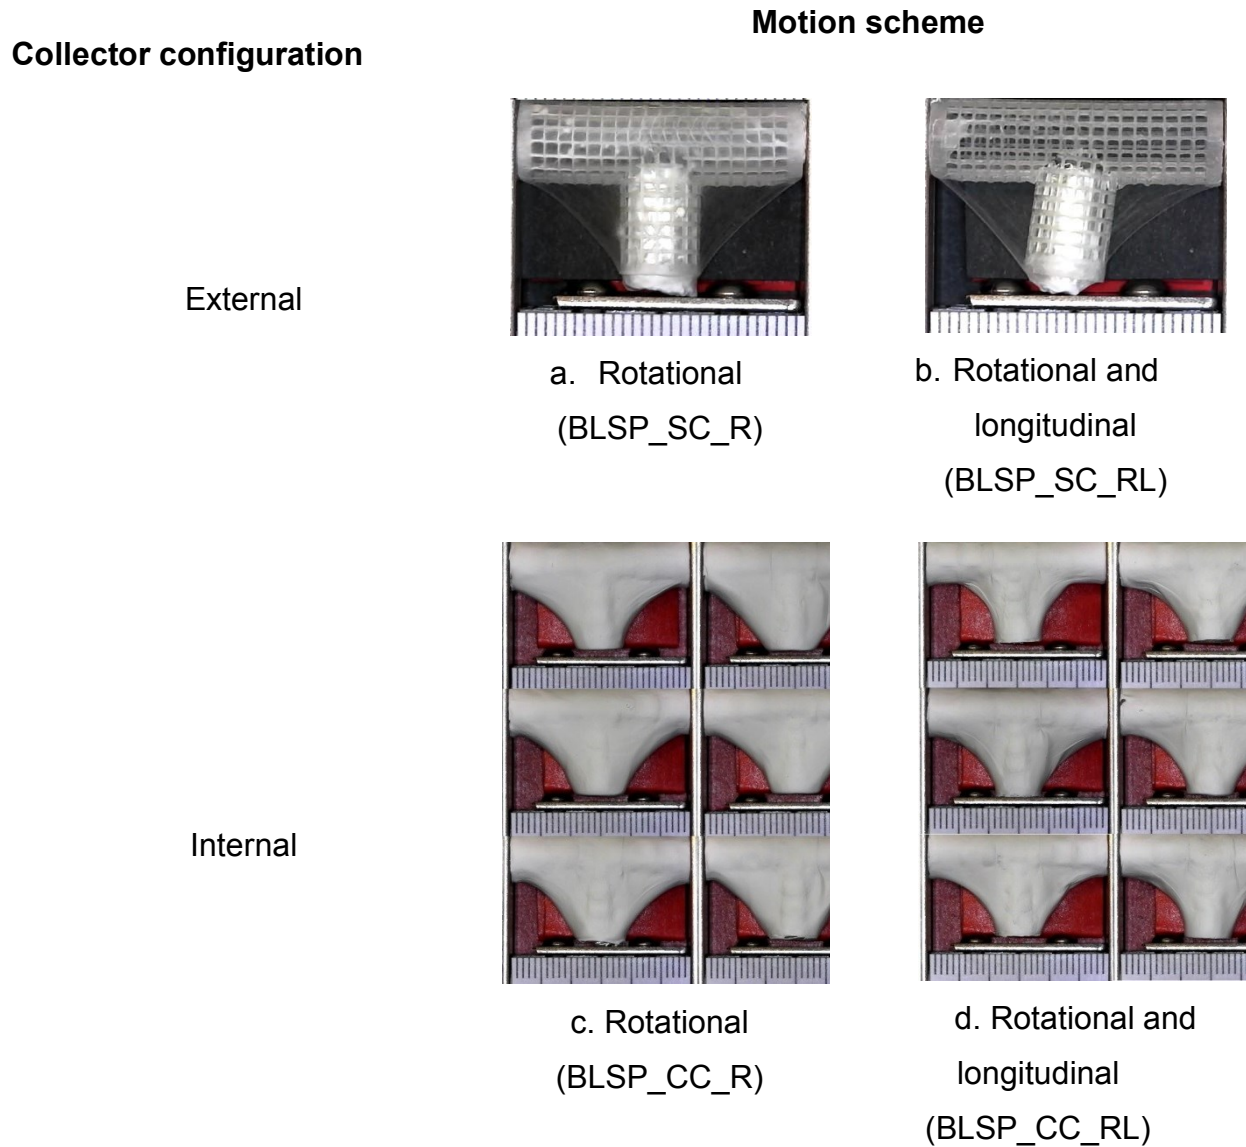 Motion scheme
Collector configuration
External
a. Rotational
(BLSP_SC_R)
b. Rotational and
longitudinal
(BLSP_SC_RL)
Internal
c. Rotational
(BLSP_CC_R)
d. Rotational and
longitudinal
(BLSP_CC_RL)